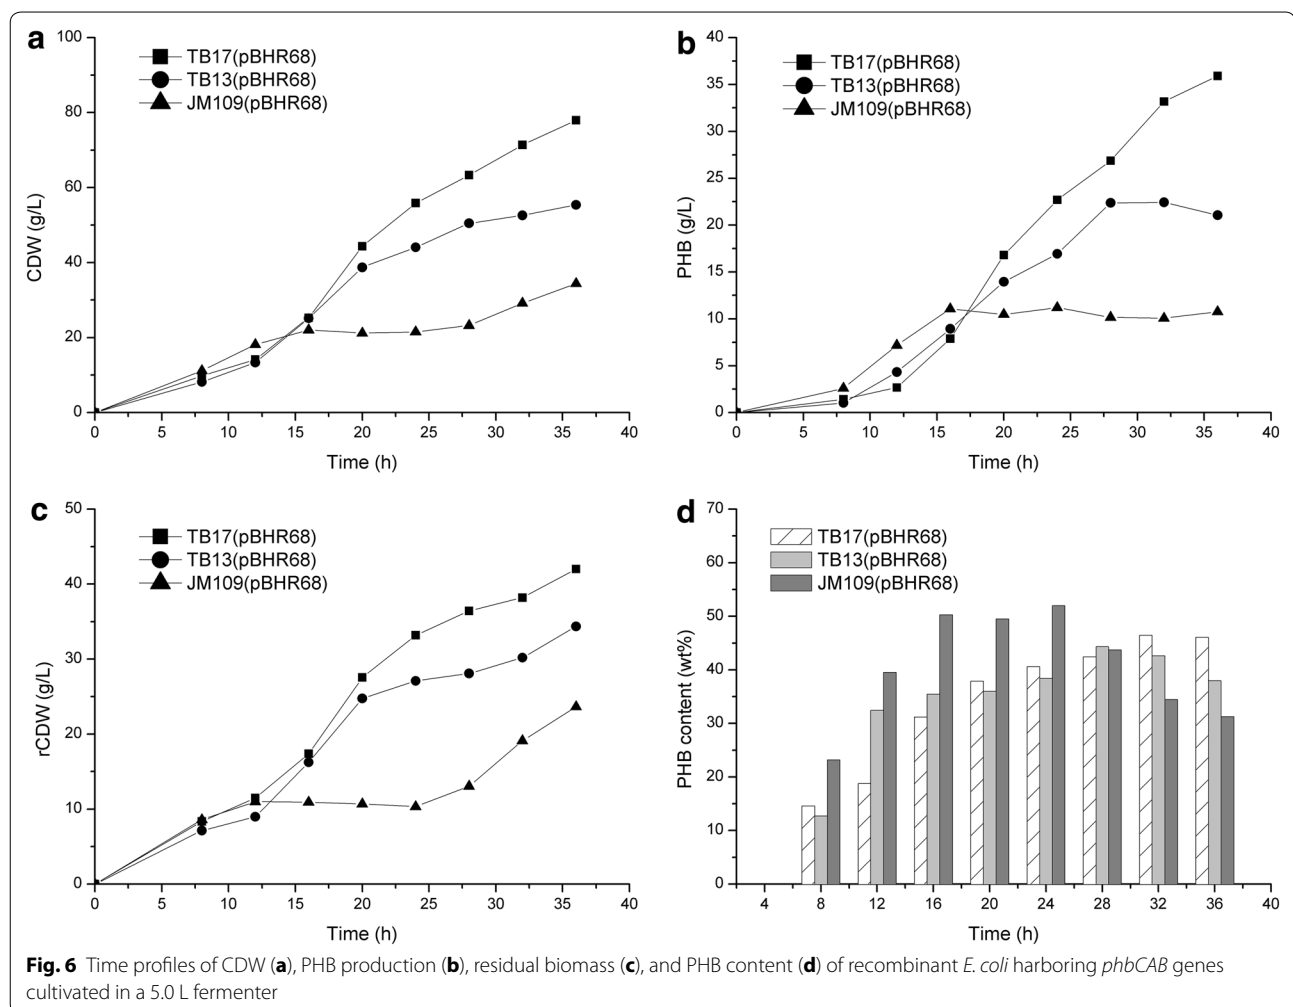 a
100
80
60
40
20
0
CDW (g/L)
TB17(pBHR68)
TB13(pBHR68)
JM109(pBHR68)
0 5 10 15 20 25 30 35 40
Time (h)
b
40
35
30
25
20
15
10
5
0
PHB (g/L)
TB17(pBHR68)
TB13(pBHR68)
JM109(pBHR68)
0 5 10 15 20 25 30 35 40
Time (h)
c
50
40
30
20
10
0
rCDW (g/L)
TB17(pBHR68)
TB13(pBHR68)
JM109(pBHR68)
0 5 10 15 20 25 30 35 40
Time (h)
d
70
60
50
40
30
20
10
0
PHB content (wt%)
TB17(pBHR68)
TB13(pBHR68)
JM109(pBHR68)
4 8 12 16 20 24 28 32 36 40
Time (h)
Fig. 6 Time profiles of CDW (a), PHB production (b), residual biomass (c), and PHB content (d) of recombinant E. coli harboring phbCAB genes
cultivated in a 5.0 L fermenter